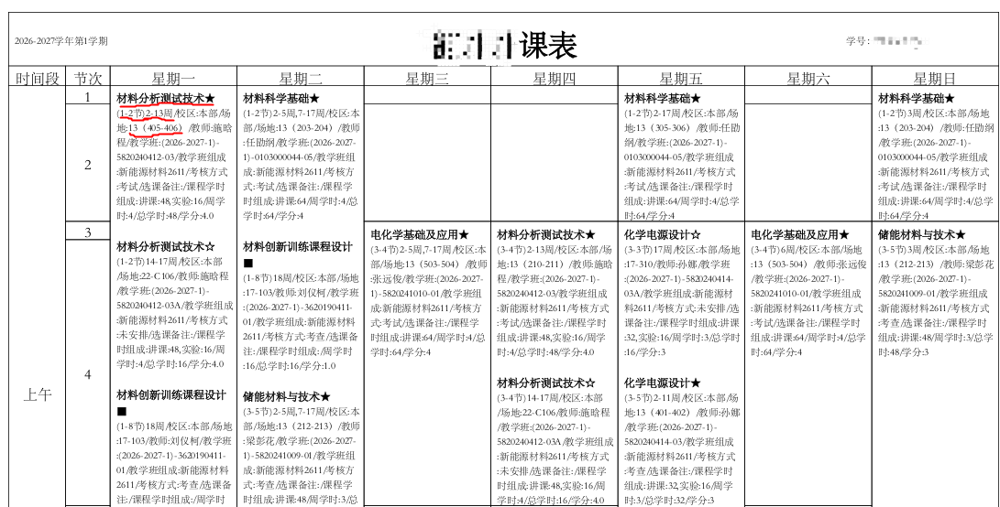 2026-2027学年第1学期
课表
学号:
时间段 节次 星期一 星期二 星期三 星期四 星期五 星期六 星期日
上午
1
2
3
4
材料分析测试技术★
(1-2节)2-13周/校区:本部/场
地:13（405-406）/教师:施晗
程/教学班:(2026-2027-1)-
5820240412-03/教学班组成
:新能源材料2611/考核方式
:考试/选课备注:/课程学时
组成:讲课:48,实验:16/周学
时:4/总学时:48/学分:4.0
材料分析测试技术☆
(1-2节)14-17周/校区:本部
/场地:22-C106/教师:施晗程
/教学班:(2026-2027-1)-
5820240412-03A/教学班组成
:新能源材料2611/考核方式
:未安排/选课备注:/课程学
时组成:讲课:48,实验:16/周
学时:4/总学时:16/学分:4.0
材料创新训练课程设计
■
(1-8节)18周/校区:本部/场地
:17-103/教师:刘仪柯/教学班
:(2026-2027-1)-3620190411-
01/教学班组成:新能源材料
2611/考核方式:考查/选课备
注:/课程学时组成:/周学时
材料科学基础★
(1-2节)2-5周,7-17周/校区:本
部/场地:13（203-204）/教师
:任勖纲/教学班:(2026-2027-
1)-0103000044-05/教学班组
成:新能源材料2611/考核方
式:考试/选课备注:/课程学
时组成:讲课:64/周学时:4/总
学时:64/学分:4
材料创新训练课程设计
■
(1-8节)18周/校区:本部/场地
:17-103/教师:刘仪柯/教学班
:(2026-2027-1)-3620190411-
01/教学班组成:新能源材料
2611/考核方式:考查/选课备
注:/课程学时组成:/周学时
:16/总学时:16/学分:1.0
储能材料与技术★
(3-5节)2-5周,7-17周/校区:本
部/场地:13（212-213）/教师
:梁彭花/教学班:(2026-2027-
1)-5820241009-01/教学班组
成:新能源材料2611/考核方
式:考查/选课备注:/课程学
时组成:讲课:48/周学时:3/总
电化学基础及应用★
(3-4节)2-5周,7-17周/校区:本
部/场地:13（503-504）/教师
:张远俊/教学班:(2026-2027-
1)-5820241010-01/教学班组
成:新能源材料2611/考核方
式:考试/选课备注:/课程学
时组成:讲课:64/周学时:4/总
学时:64/学分:4
材料分析测试技术★
(3-4节)2-13周/校区:本部/场
地:13（210-211）/教师:施晗
程/教学班:(2026-2027-1)-
5820240412-03/教学班组成
:新能源材料2611/考核方式
:考试/选课备注:/课程学时
组成:讲课:48,实验:16/周学
时:4/总学时:48/学分:4.0
材料分析测试技术☆
(3-4节)14-17周/校区:本部
/场地:22-C106/教师:施晗程
/教学班:(2026-2027-1)-
5820240412-03A/教学班组成
:新能源材料2611/考核方式
:未安排/选课备注:/课程学
时组成:讲课:48,实验:16/周
学时:4/总学时:16/学分:4.0
材料科学基础★
(1-2节)2-17周/校区:本部/场
地:13（305-306）/教师:任勖
纲/教学班:(2026-2027-1)-
0103000044-05/教学班组成
:新能源材料2611/考核方式
:考试/选课备注:/课程学时
组成:讲课:64/周学时:4/总学
时:64/学分:4
化学电源设计☆
(3-3节)17周/校区:本部/场地
:17-310/教师:孙娜/教学班
:(2026-2027-1)-5820240414-
03A/教学班组成:新能源材
料2611/考核方式:未安排/选
课备注:/课程学时组成:讲课
:32,实验:16/周学时:3/总学时
:16/学分:3
化学电源设计★
(3-5节)2-11周/校区:本部/场
地:13（401-402）/教师:孙娜
/教学班:(2026-2027-1)-
5820240414-03/教学班组成
:新能源材料2611/考核方式
:考查/选课备注:/课程学时
组成:讲课:32,实验:16/周学
时:3/总学时:32/学分:3
电化学基础及应用★
(3-4节)6周/校区:本部/场地
:13（503-504）/教师:张远俊
/教学班:(2026-2027-1)-
5820241010-01/教学班组成
:新能源材料2611/考核方式
:考试/选课备注:/课程学时
组成:讲课:64/周学时:4/总学
时:64/学分:4
材料科学基础★
(1-2节)3周/校区:本部/场地
:13（203-204）/教师:任勖纲
/教学班:(2026-2027-1)-
0103000044-05/教学班组成
:新能源材料2611/考核方式
:考试/选课备注:/课程学时
组成:讲课:64/周学时:4/总学
时:64/学分:4
储能材料与技术★
(3-5节)3周/校区:本部/场地
:13（212-213）/教师:梁彭花
/教学班:(2026-2027-1)-
5820241009-01/教学班组成
:新能源材料2611/考核方式
:考查/选课备注:/课程学时
组成:讲课:48/周学时:3/总学
时:48/学分:3